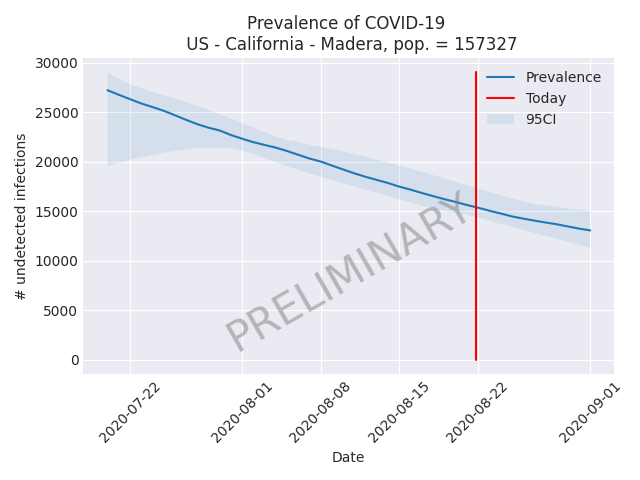 Prevalence of COVID-19
US - California - Madera, pop. = 157327
30000
25000
20000
15000
10000
5000
0
# undetected infections
Prevalence
Today
95CI
PRELIMINARY
2020-07-22
2020-08-01
2020-08-08
2020-08-15
2020-08-22
2020-09-01
Date